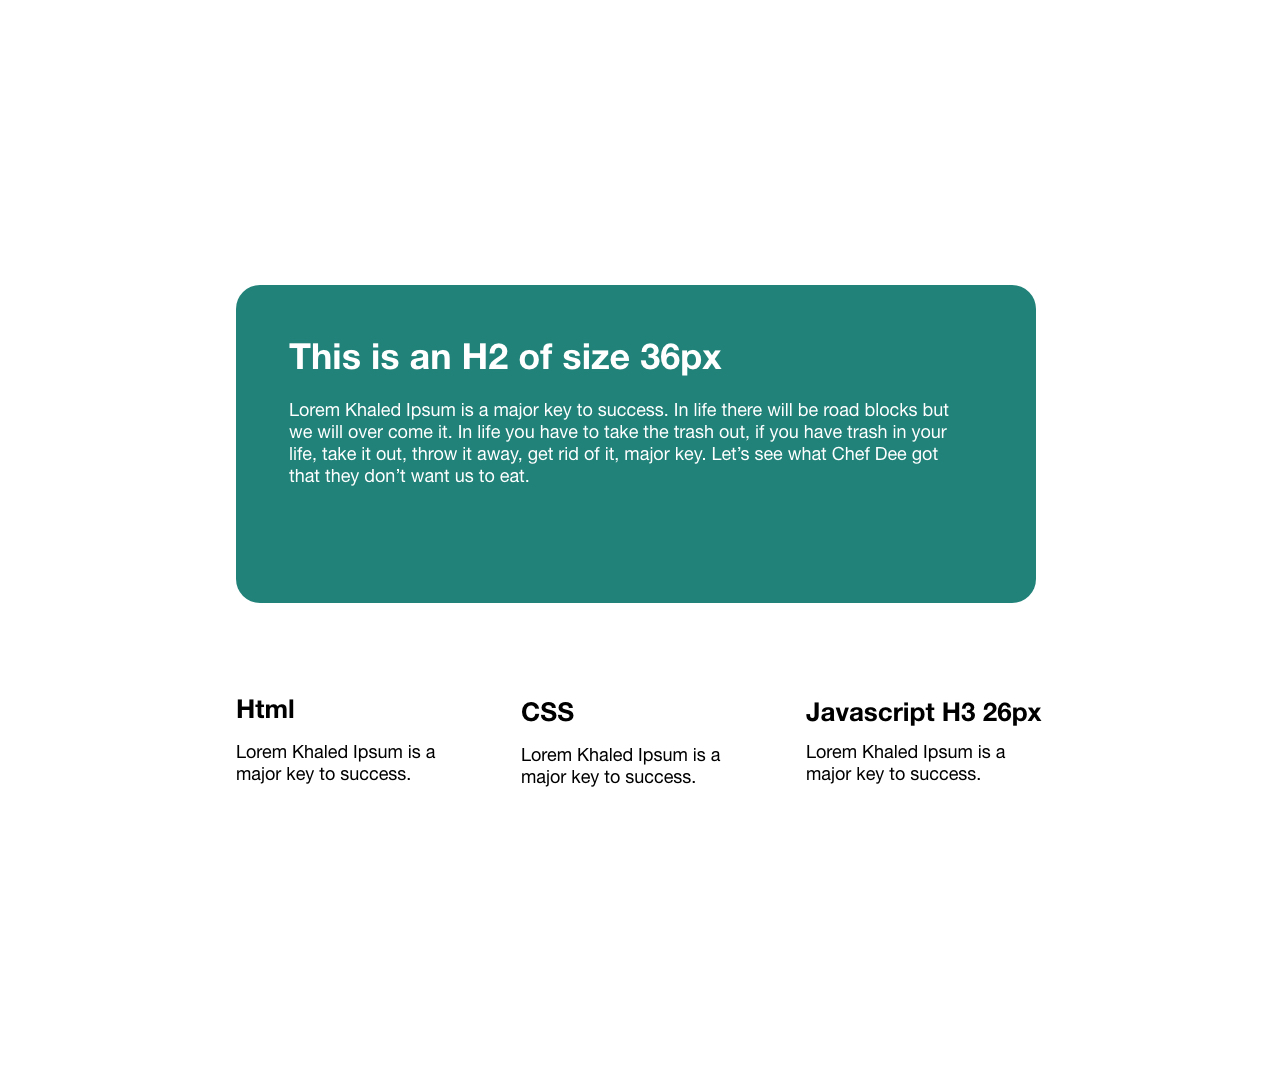 This is an H2 of size 36px
Lorem Khaled Ipsum is a major key to success. In life there will be road blocks but
we will over come it. In life you have to take the trash out, if you have trash in your
life, take it out, throw it away, get rid of it, major key. Let’s see what Chef Dee got
that they don’t want us to eat.
Html
Lorem Khaled Ipsum is a
major key to success.
CSS
Lorem Khaled Ipsum is a
major key to success.
Javascript H3 26px
Lorem Khaled Ipsum is a
major key to success.